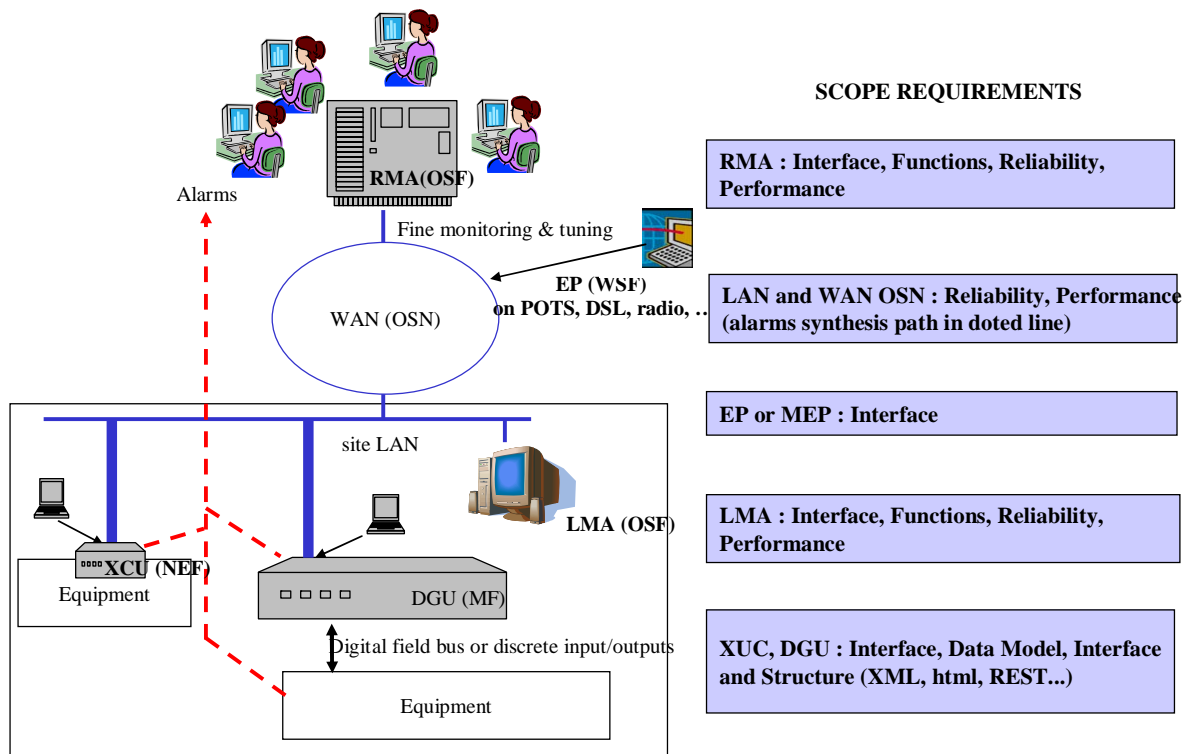 SCOPE REQUIREMENTS
RMA(OSF)
RMA : Interface, Functions, Reliability,
Performance
Alarms
Fine monitoring & tuning
EP (WSF)
on POTS, DSL, radio, ..
WAN (OSN)
LAN and WAN OSN : Reliability, Performance
(alarms synthesis path in doted line)
EP or MEP : Interface
site LAN
LMA (OSF)
LMA : Interface, Functions, Reliability,
Performance
XCU (NEF)
Equipment
DGU (MF)
Digital field bus or discrete input/outputs
XUC, DGU : Interface, Data Model, Interface
and Structure (XML, html, REST...)
Equipment